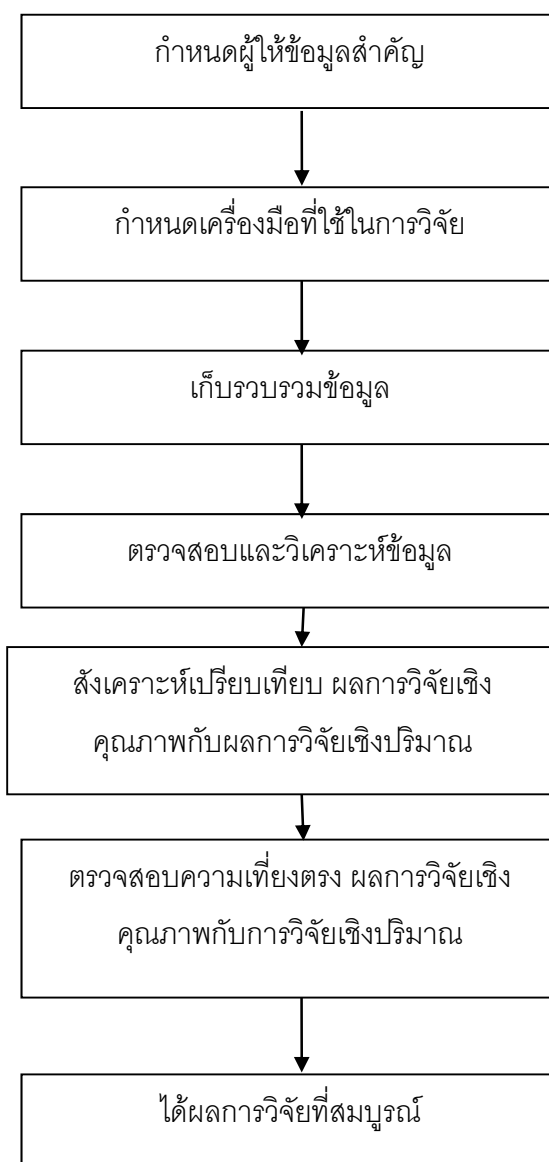 กำหนดผู้ให้ข้อมูลสำคัญ
กำหนดเครื่องมือที่ใช้ในการวิจัย
เก็บรวบรวมข้อมูล
ตรวจสอบและวิเคราะห์ข้อมูล
สังเคราะห์เปรียบเทียบ ผลการวิจัยเชิง
คุณภาพกับผลการวิจัยเชิงปริมาณ
ตรวจสอบความเที่ยงตรง ผลการวิจัยเชิง
คุณภาพกับการวิจัยเชิงปริมาณ
ได้ผลการวิจัยที่สมบูรณ์